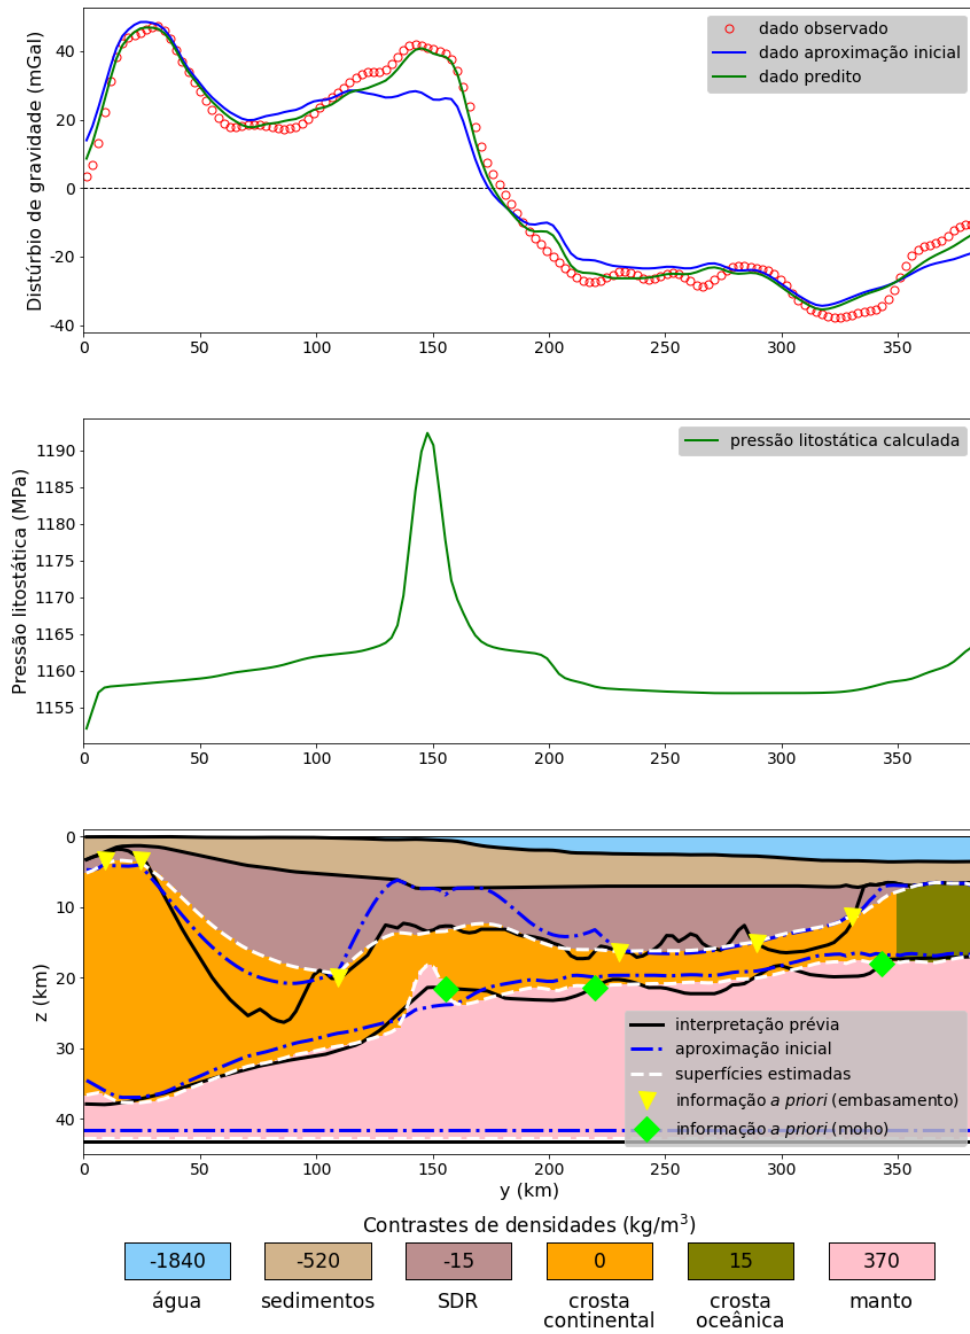 dado observado
dado aproximação inicial
dado predito
Distúrbio de gravidade (mGal)
40
20
0
-20
-40
0 50 100 150 200 250 300 350
pressão litostática calculada
Pressão litostática (MPa)
1190
1185
1180
1175
1170
1165
1160
1155
0 50 100 150 200 250 300 350
z (km)
0
10
20
30
40
interpretação prévia
aproximação inicial
superfícies estimadas
informação a priori (embasamento)
informação a priori (moho)
0 50 100 150 200 250 300 350
y (km)
Contrastes de densidades (kg/m³)
-1840 -520 -15 0 15 370
água sedimentos SDR crosta continental crosta oceânica manto